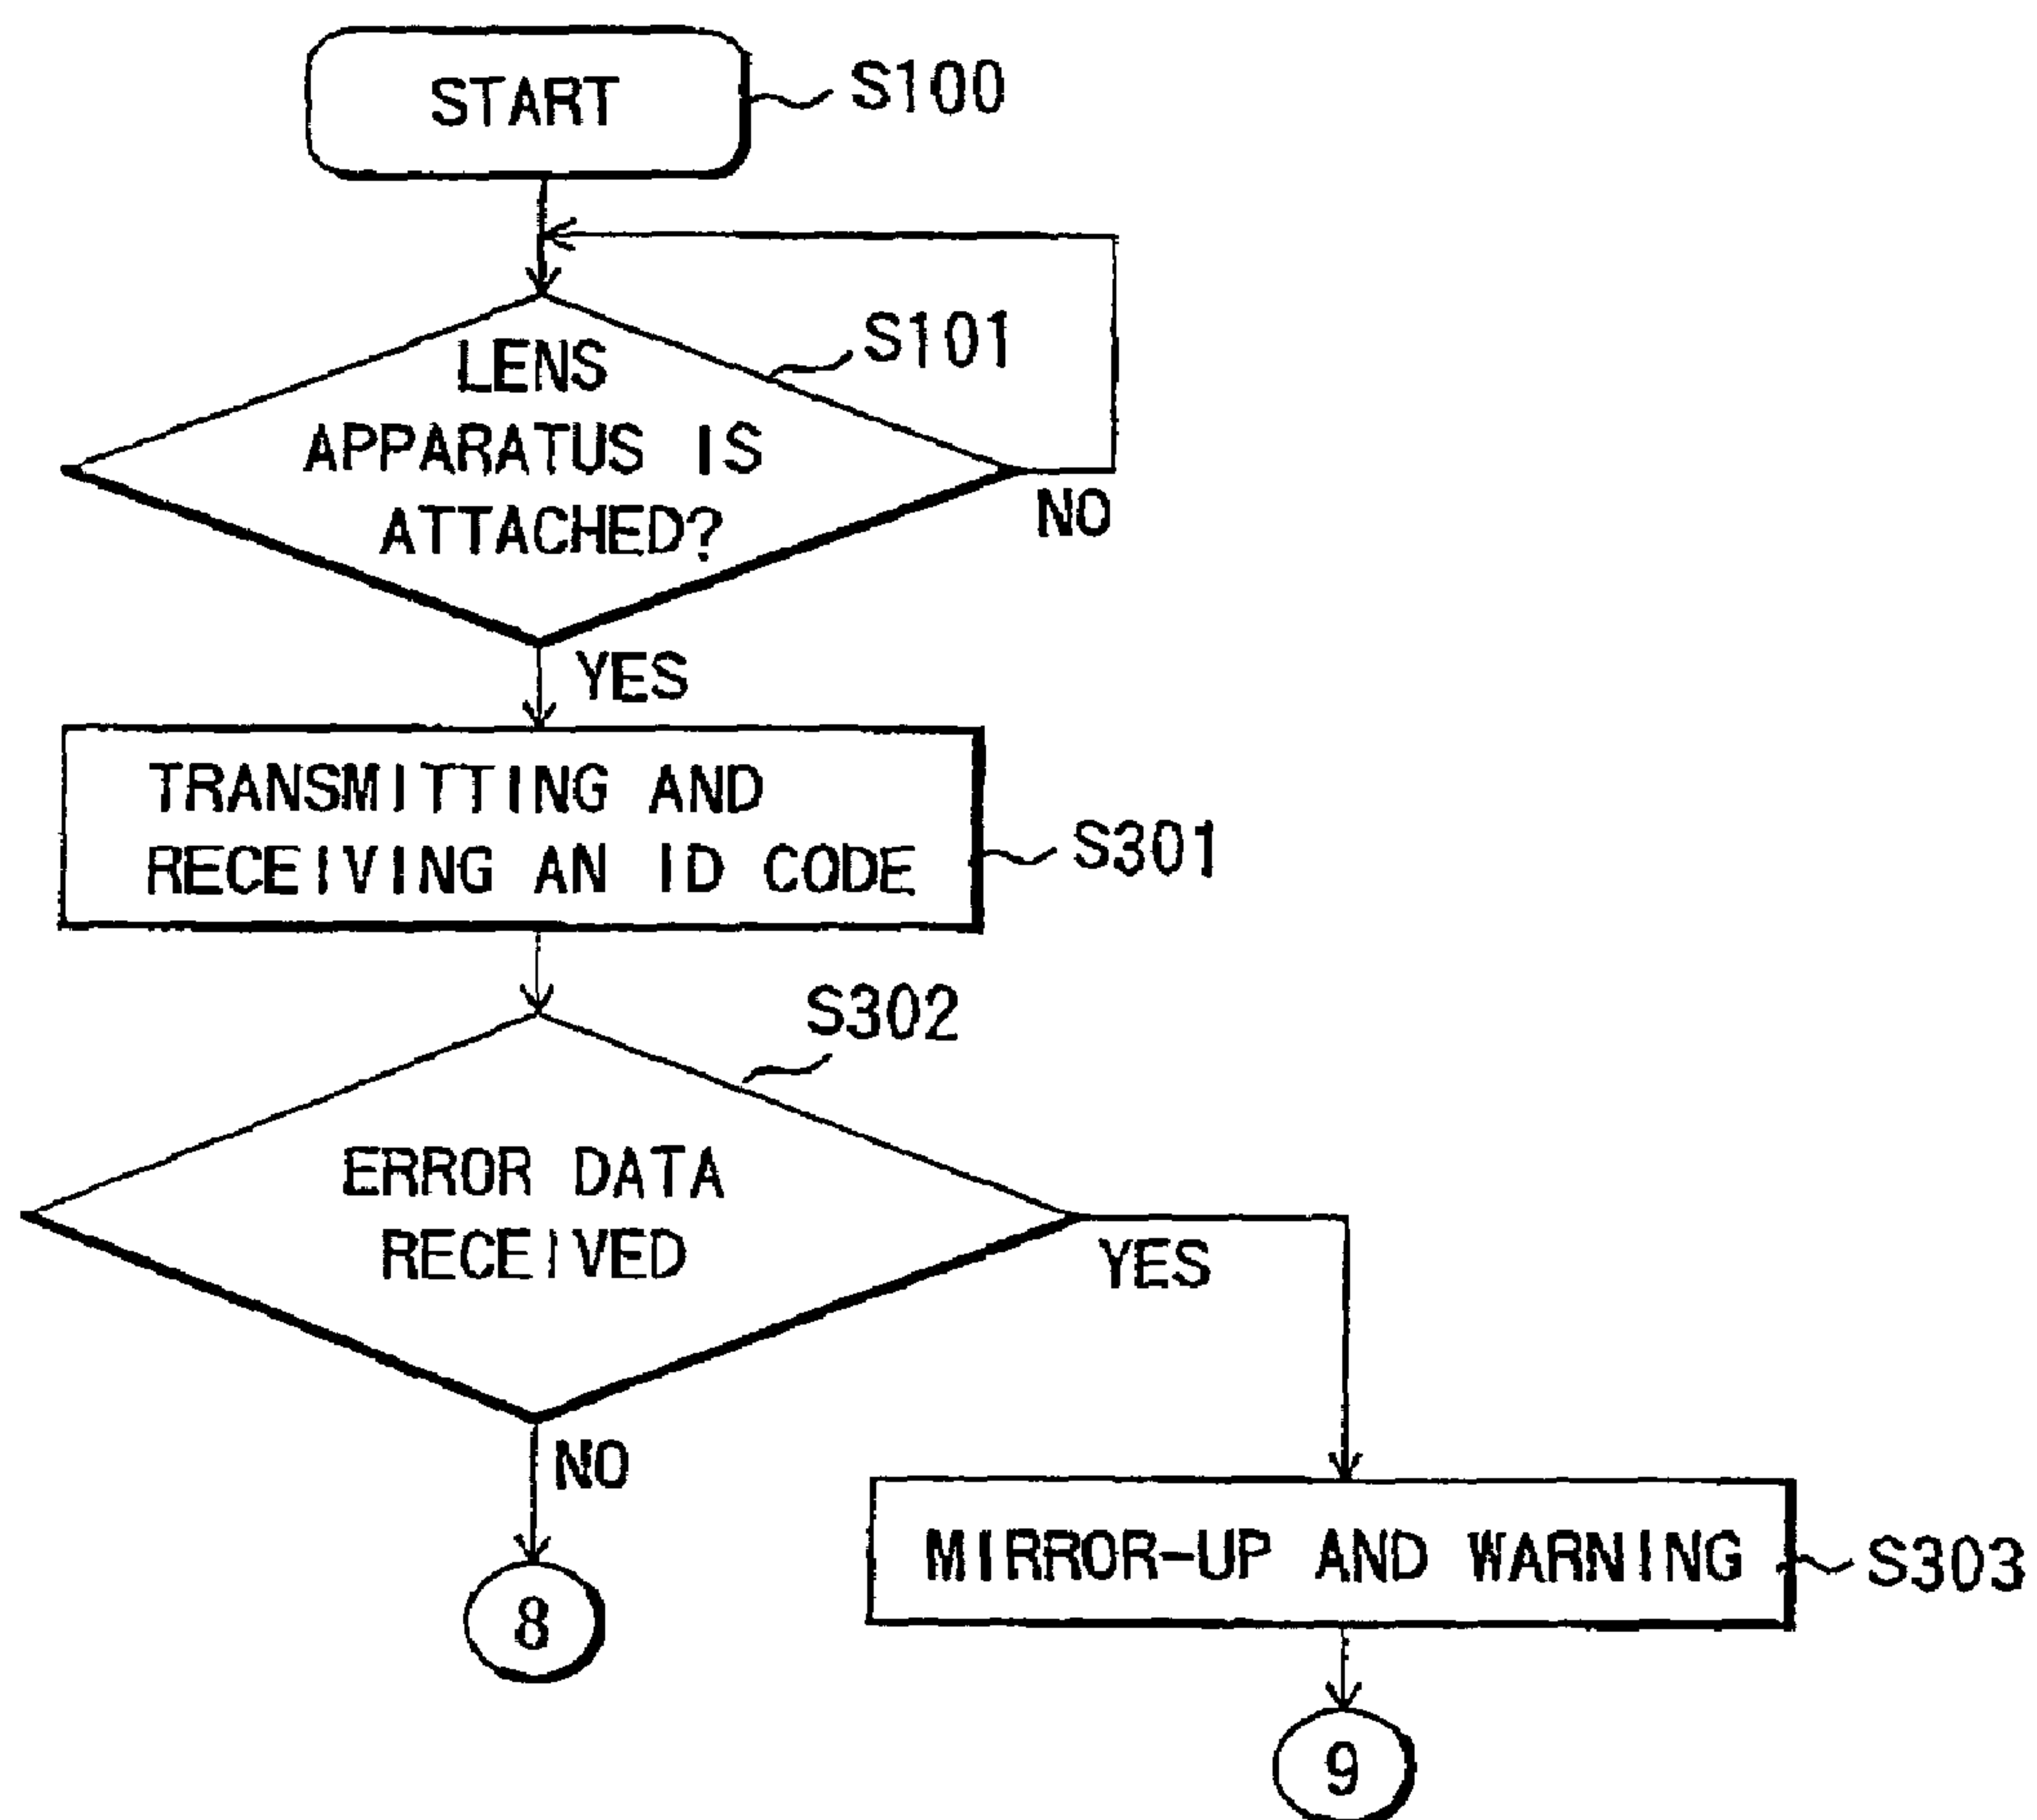 START
S100
S101
LENS
APPARATUS IS
ATTACHED?
NO
YES
TRANSMITTING AND
RECEIVING AN ID CODE
S301
S302
ERROR DATA
RECEIVED
YES
NO
MIRROR-UP AND WARNING
S303
8
9